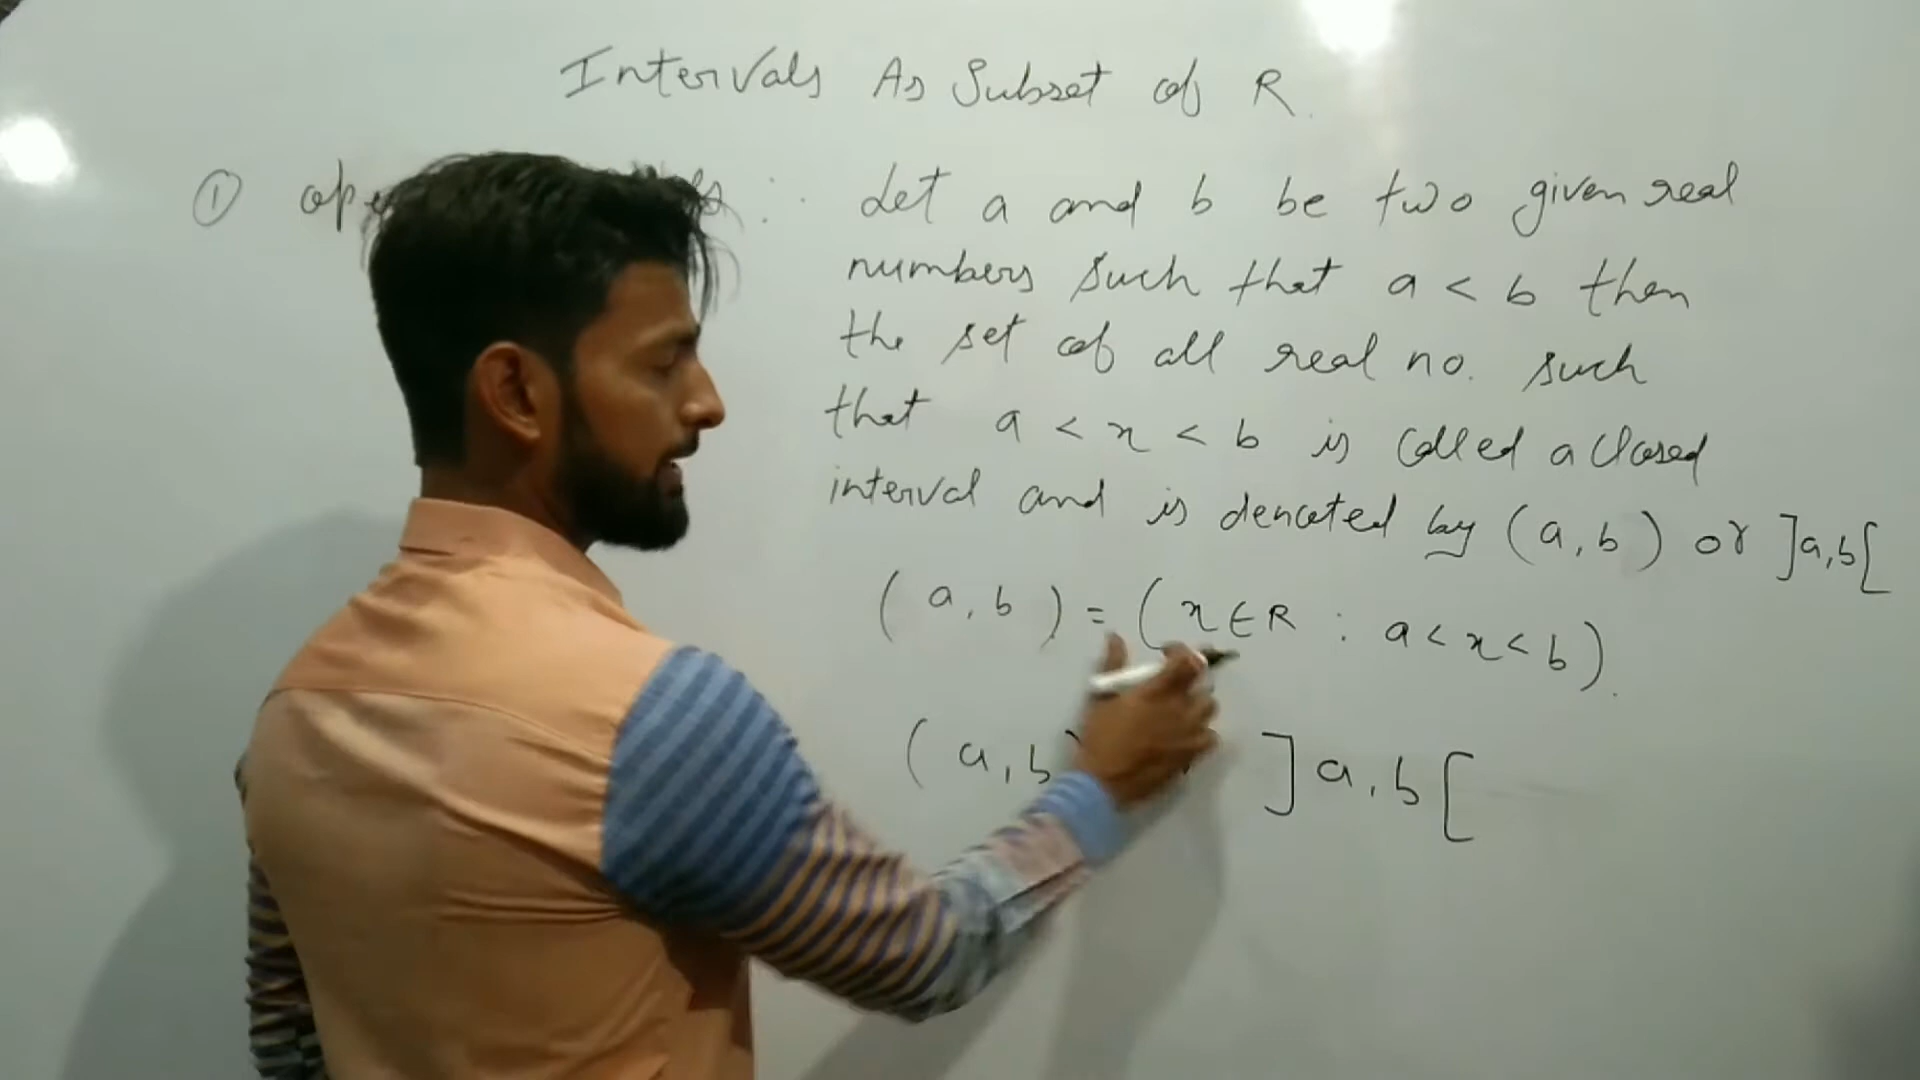 Intervals As Subset of R.
① : Let a and b be two given real
numbers such that a < b then
the set of all real no. such
that a < x < b is called a closed
interval and is denoted by (a, b) or ]a,b[
(a, b) = (x ∈ R : a < x < b).
(a, b ]a, b[